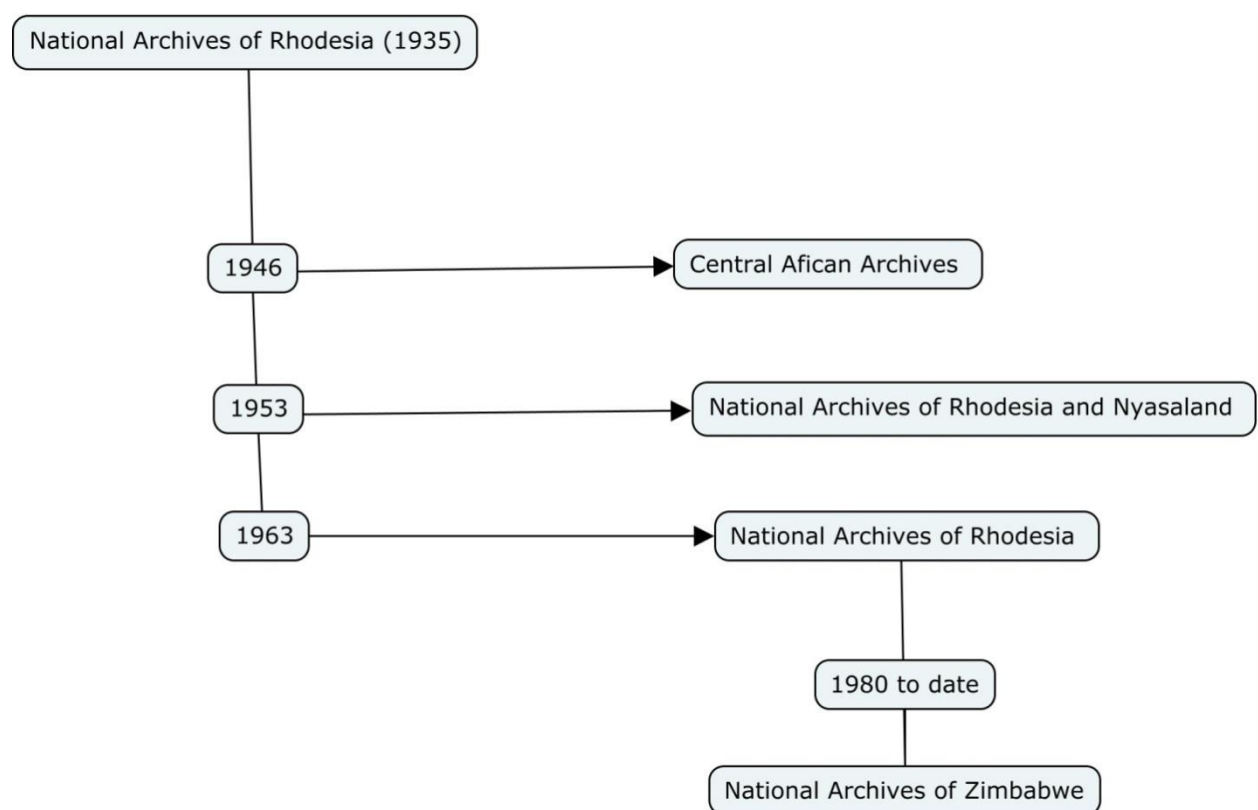 National Archives of Rhodesia (1935)
1946
Central Afican Archives
1953
National Archives of Rhodesia and Nyasaland
1963
National Archives of Rhodesia
1980 to date
National Archives of Zimbabwe